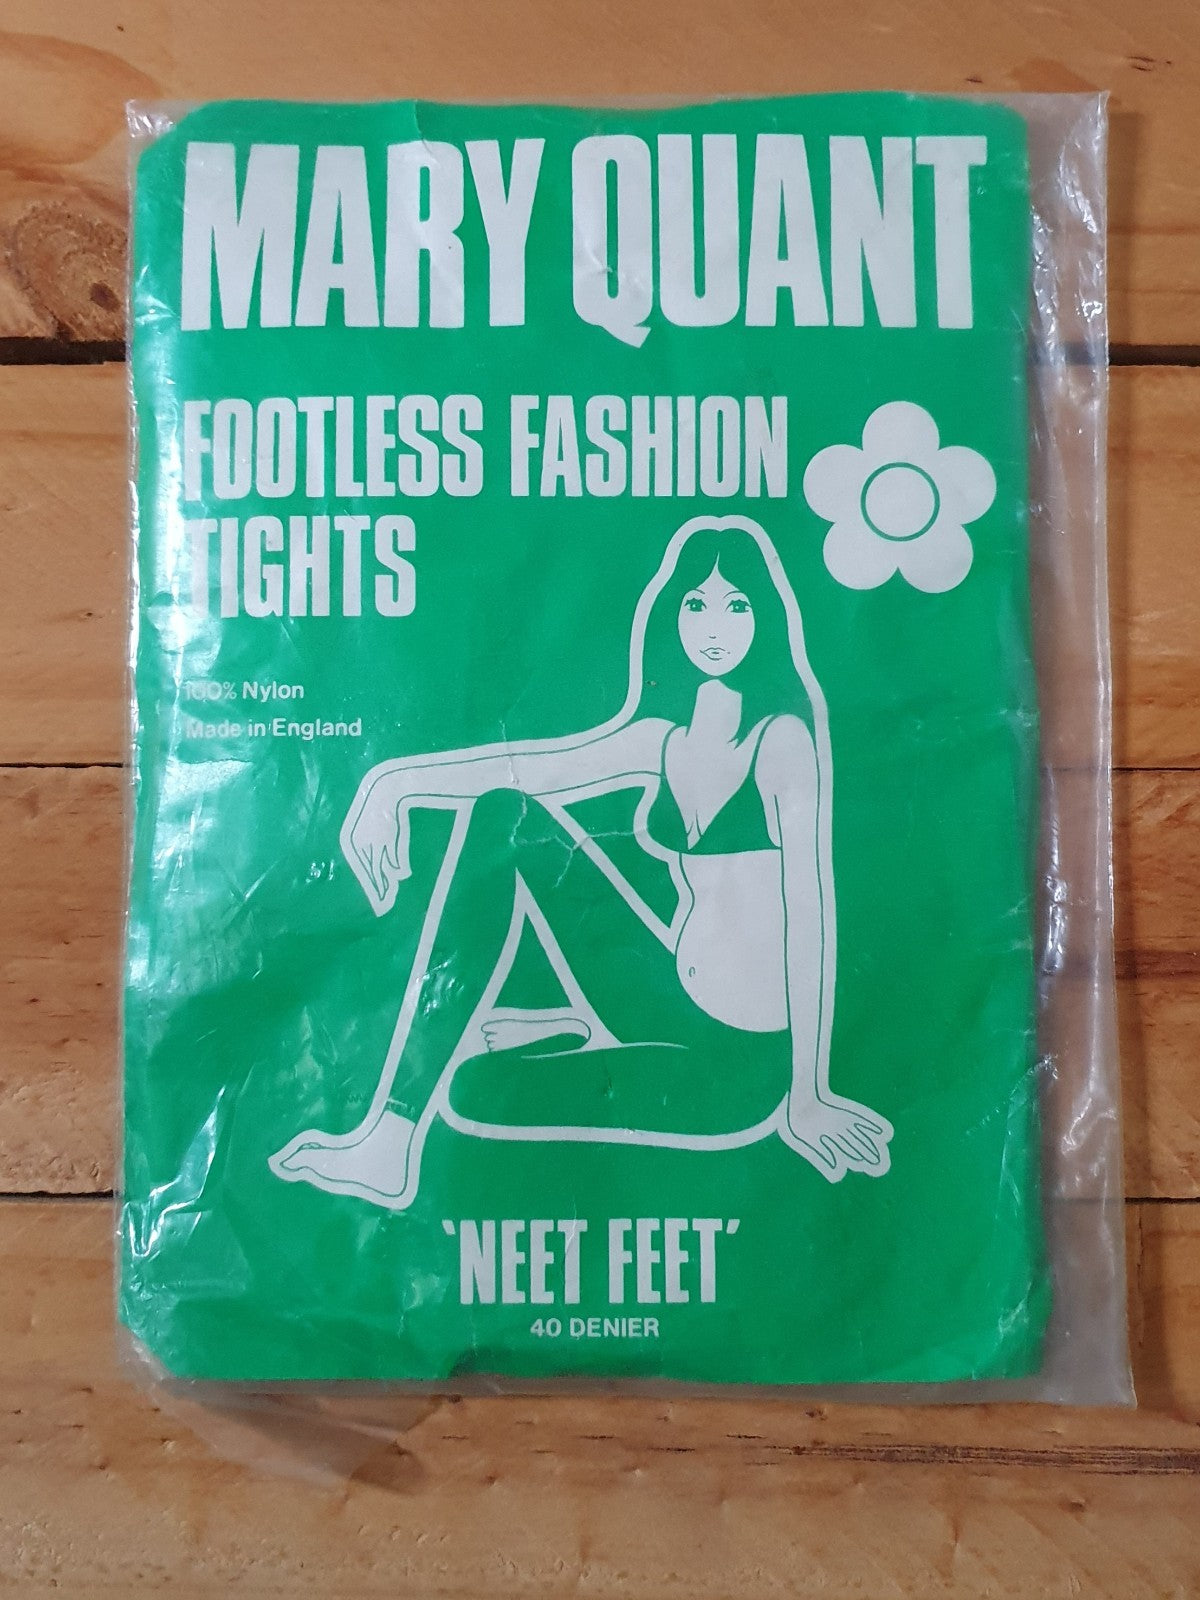 MARY QUANT
FOOTLESS FASHION
TIGHTS
100% Nylon
Made in England
'NEET FEET'
40 DENIER